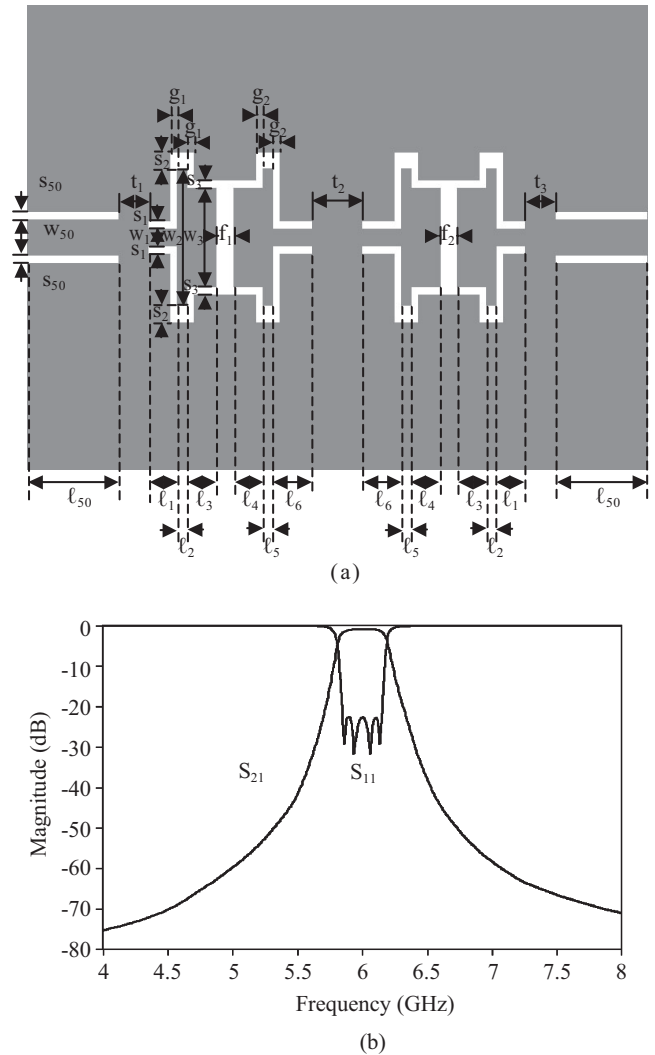 g₁
g₂
g₁
g₂
s₂
s₅₀
t₁
s₃
t₂
t₃
s₁
w₅₀
w₁
w₂
w₃
f₁
f₂
s₁
s₅₀
s₃
s₂
ℓ₅₀
ℓ₁
ℓ₃
ℓ₄
ℓ₆
ℓ₆
ℓ₄
ℓ₃
ℓ₁
ℓ₅₀
ℓ₂
ℓ₅
ℓ₅
ℓ₂
(a)
0
-10
-20
-30
-40
-50
-60
-70
-80
Magnitude (dB)
S₂₁
S₁₁
4 4.5 5 5.5 6 6.5 7 7.5 8
Frequency (GHz)
(b)